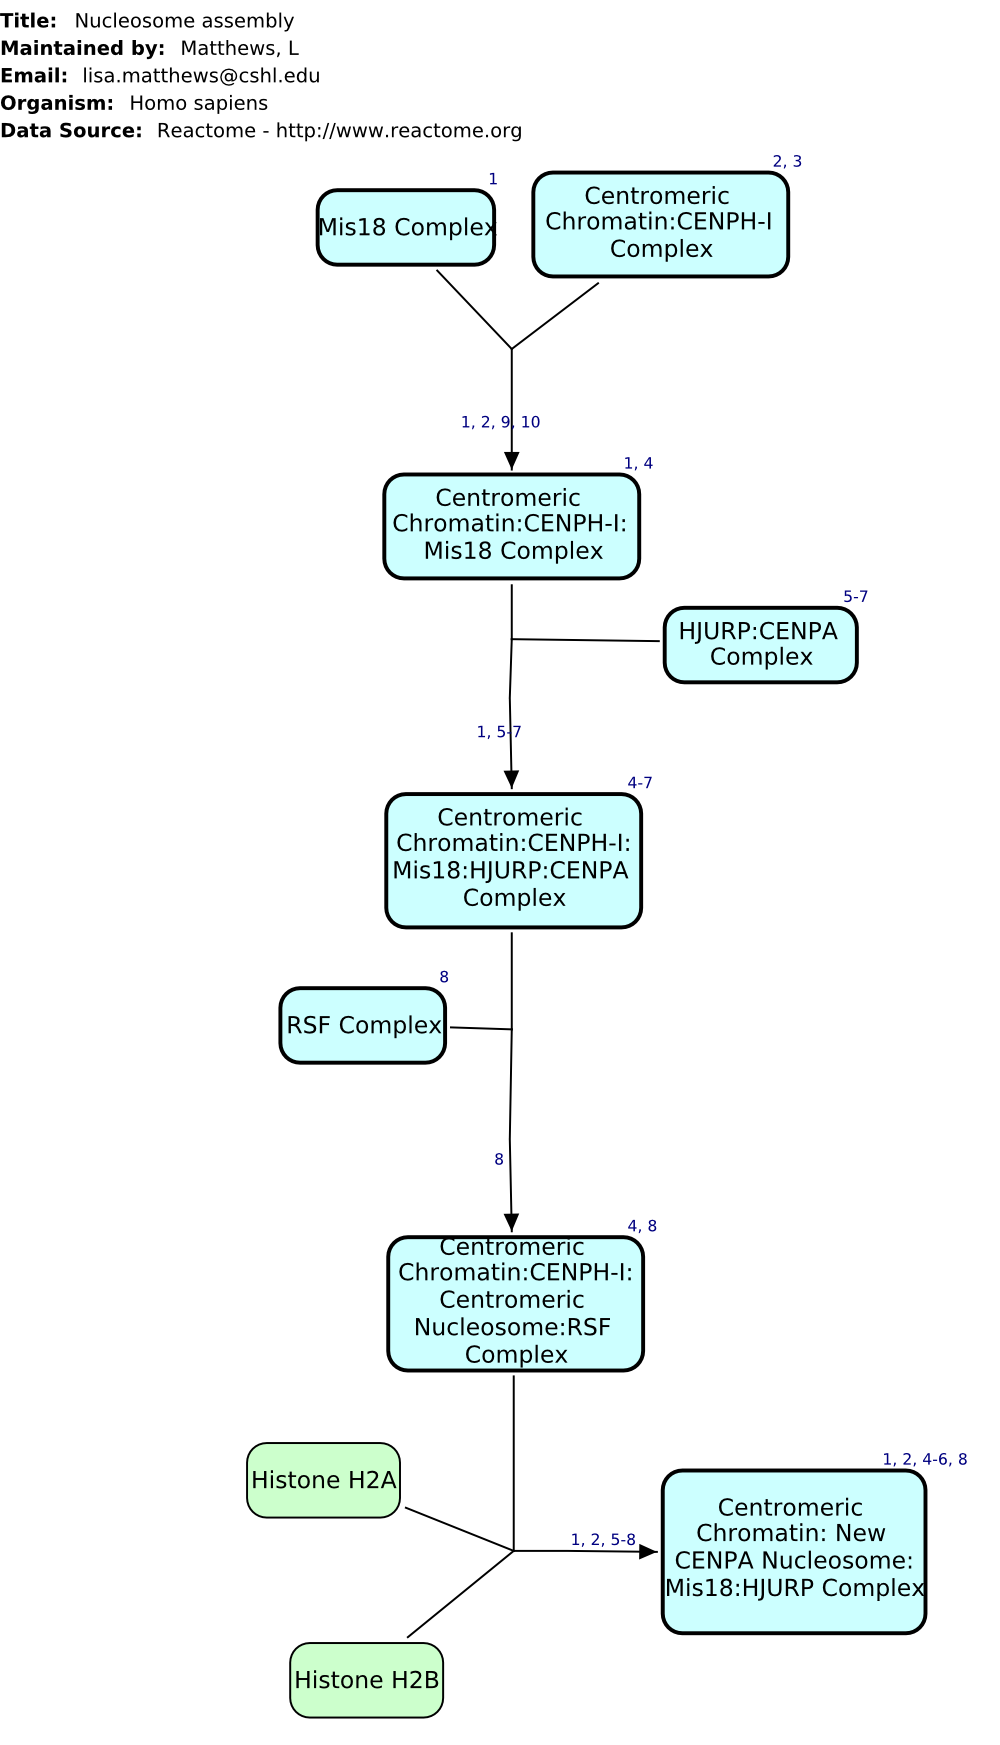 Title: Nucleosome assembly
Maintained by: Matthews, L
Email: lisa.matthews@cshl.edu
Organism: Homo sapiens
Data Source: Reactome - http://www.reactome.org
1
Mis18 Complex
2, 3
Centromeric
Chromatin:CENPH-I
Complex
1, 2, 9, 10
1, 4
Centromeric
Chromatin:CENPH-I:
Mis18 Complex
5-7
HJURP:CENPA
Complex
1, 5-7
4-7
Centromeric
Chromatin:CENPH-I:
Mis18:HJURP:CENPA
Complex
8
RSF Complex
8
4, 8
Centromeric
Chromatin:CENPH-I:
Centromeric
Nucleosome:RSF
Complex
Histone H2A
1, 2, 5-8
1, 2, 4-6, 8
Centromeric
Chromatin: New
CENPA Nucleosome:
Mis18:HJURP Complex
Histone H2B